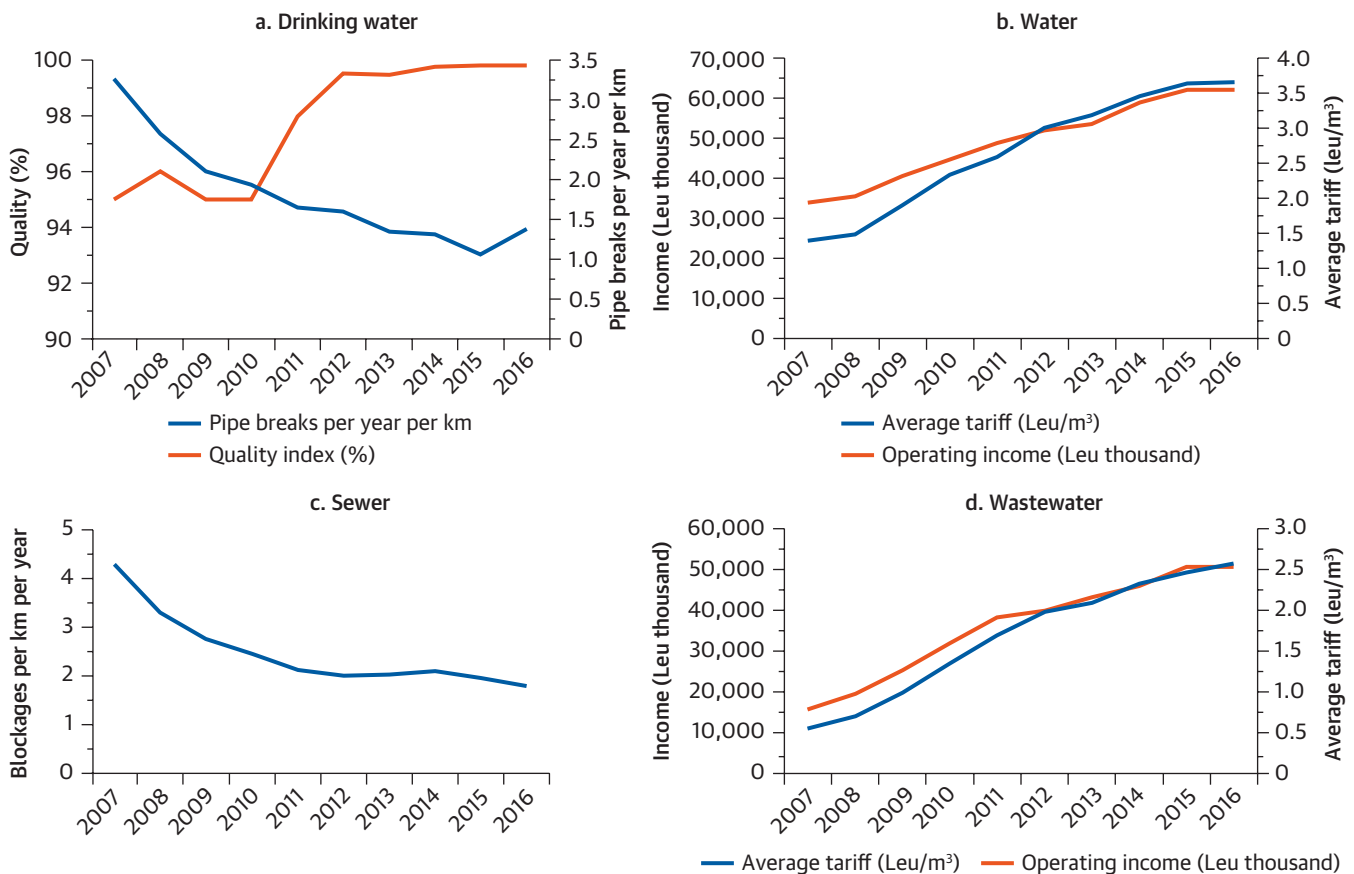 a. Drinking water
Quality (%)
100
98
96
94
92
90
3.5
3.0
2.5
2.0
1.5
1.0
0.5
0
Pipe breaks per year per km
2007 2008 2009 2010 2011 2012 2013 2014 2015 2016
Pipe breaks per year per km
Quality index (%)
b. Water
Income (Leu thousand)
70,000
60,000
50,000
40,000
30,000
20,000
10,000
0
4.0
3.5
3.0
2.5
2.0
1.5
1.0
0.5
0
Average tariff (leu/m³)
2007 2008 2009 2010 2011 2012 2013 2014 2015 2016
Average tariff (Leu/m³)
Operating income (Leu thousand)
c. Sewer
Blockages per km per year
5
4
3
2
1
0
2007 2008 2009 2010 2011 2012 2013 2014 2015 2016
d. Wastewater
Income (Leu thousand)
60,000
50,000
40,000
30,000
20,000
10,000
0
3.0
2.5
2.0
1.5
1.0
0.5
0
Average tariff (leu/m³)
2007 2008 2009 2010 2011 2012 2013 2014 2015 2016
Average tariff (Leu/m³) Operating income (Leu thousand)